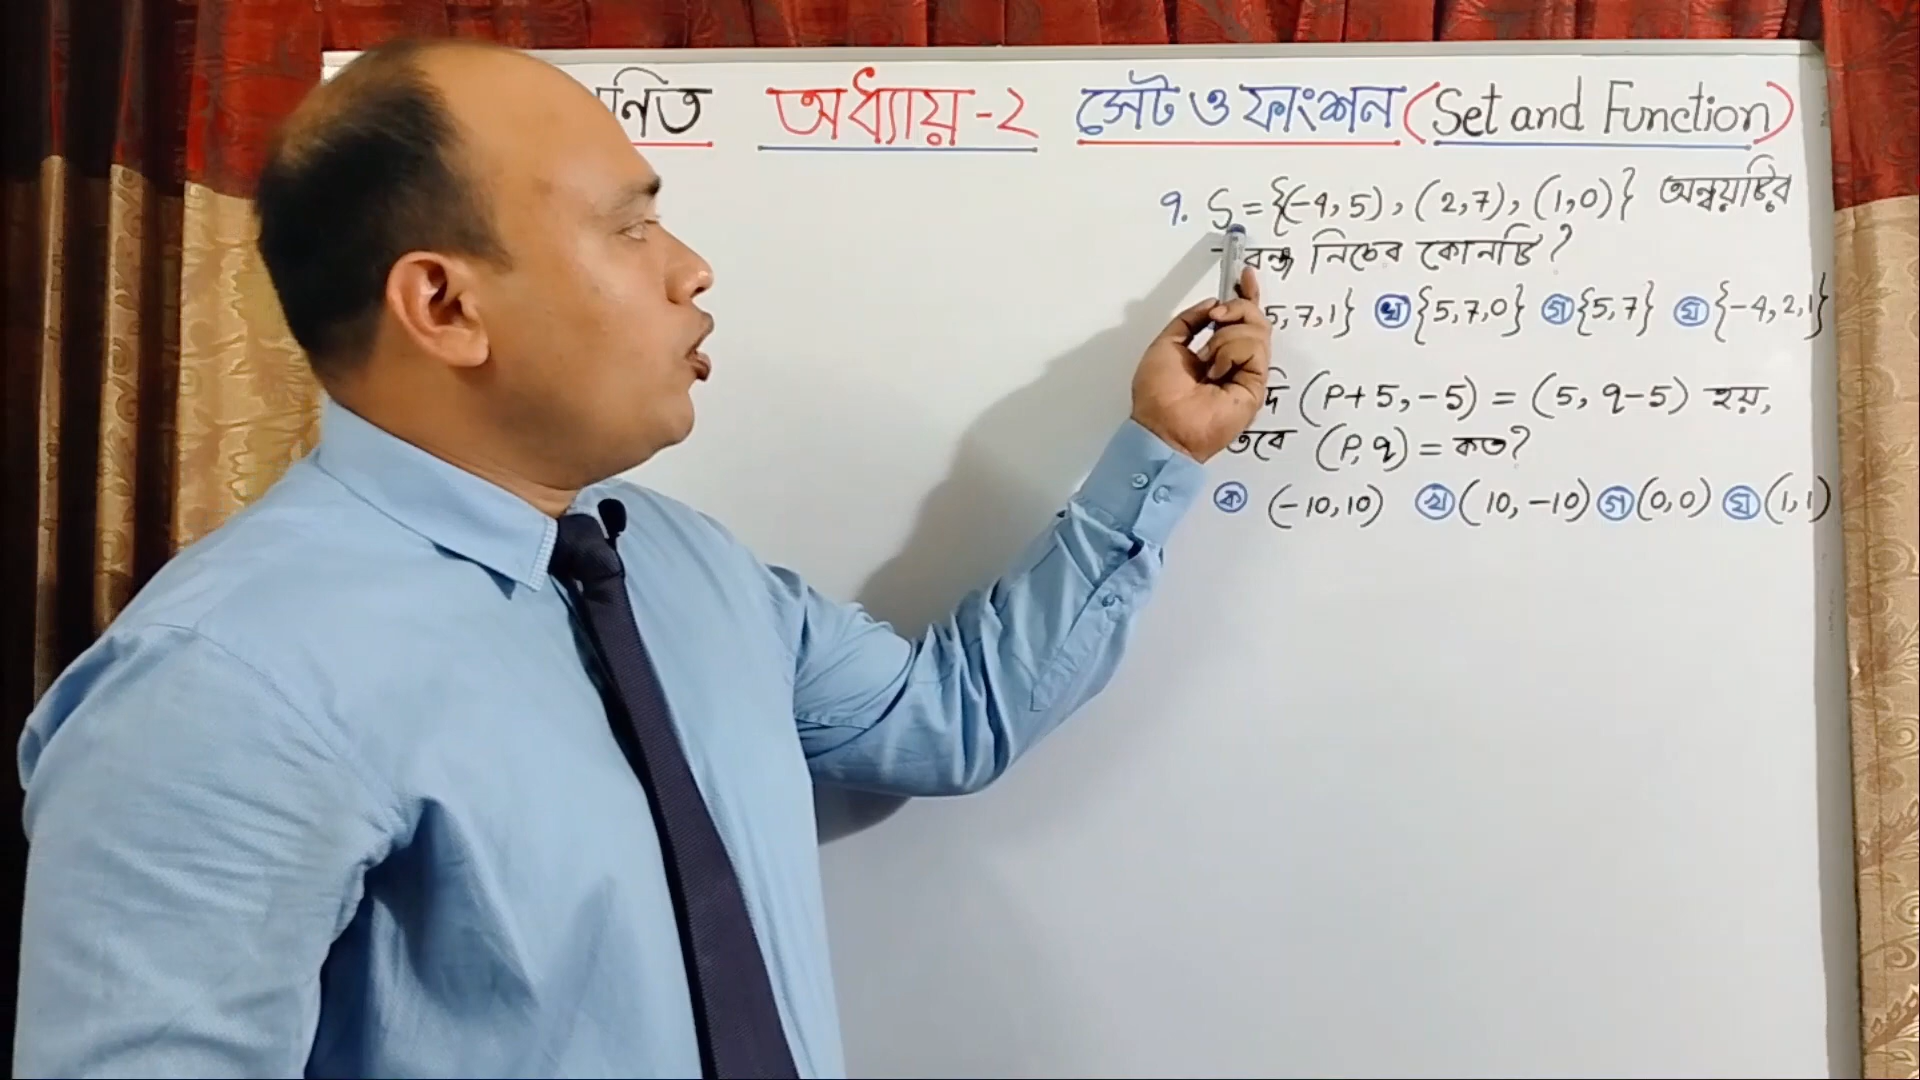 অধ্যায়-২ সেট ও ফাংশন (Set and Function)
৭. S = {(-4, 5), (2, 7), (1, 0)} অন্বয়টির
নিচের কোনটি?
5, 7, 1} খ {5, 7, 0} গ {5, 7} ঘ {-4, 2, 1}
(P+5, -5) = (5, q-5) হয়,
তবে (P, q) = কত?
ক (-10, 10) খ (10, -10) গ (0, 0) ঘ (1, 1)